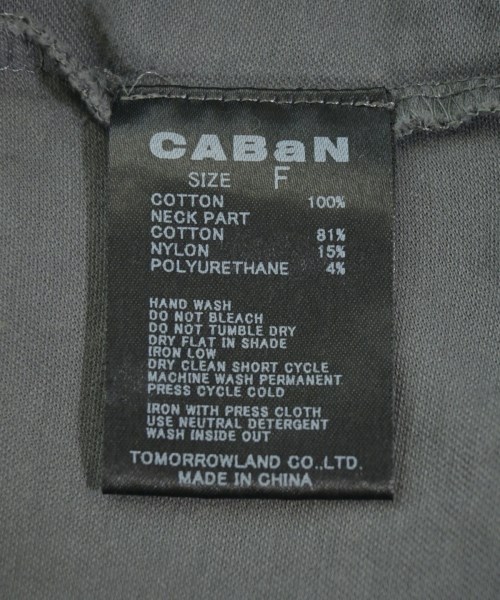 CABaN
SIZE F
COTTON 100%
NECK PART
COTTON 81%
NYLON 15%
POLYURETHANE 4%
HAND WASH
DO NOT BLEACH
DO NOT TUMBLE DRY
DRY FLAT IN SHADE
IRON LOW
DRY CLEAN SHORT CYCLE
MACHINE WASH PERMANENT
PRESS CYCLE COLD
IRON WITH PRESS CLOTH
USE NEUTRAL DETERGENT
WASH INSIDE OUT
TOMORROWLAND CO.,LTD.
MADE IN CHINA